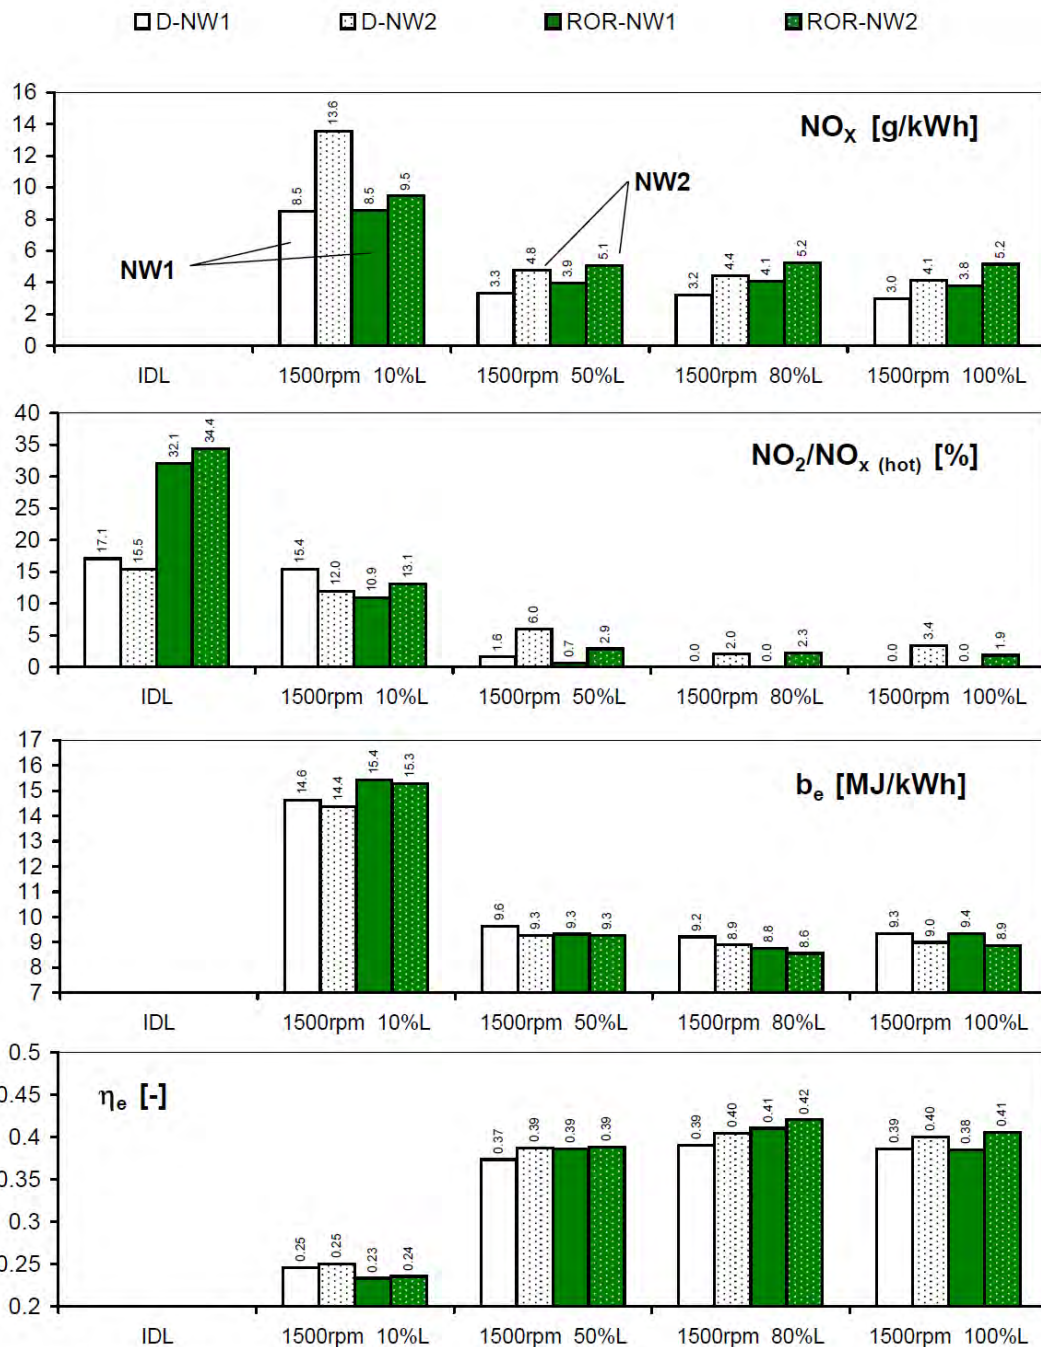 D-NW1 D-NW2 ROR-NW1 ROR-NW2
NOX [g/kWh]
16
14
12
10
8
6
4
2
0
8.5 13.6 8.5 9.5 3.3 4.8 3.9 5.1 3.2 4.4 4.1 5.2 3.0 4.1 3.8 5.2
NW1
NW2
IDL 1500rpm 10%L 1500rpm 50%L 1500rpm 80%L 1500rpm 100%L
NO2/NOx (hot) [%]
40
35
30
25
20
15
10
5
0
17.1 15.5 32.1 34.4 15.4 12.0 10.9 13.1 1.6 6.0 0.7 2.9 0.0 2.0 0.0 2.3 0.0 3.4 0.0 1.9
IDL 1500rpm 10%L 1500rpm 50%L 1500rpm 80%L 1500rpm 100%L
be [MJ/kWh]
17
16
15
14
13
12
11
10
9
8
7
14.6 14.4 15.4 15.3 9.6 9.3 9.3 9.3 9.2 8.9 8.8 8.6 9.3 9.0 9.4 8.9
IDL 1500rpm 10%L 1500rpm 50%L 1500rpm 80%L 1500rpm 100%L
ηe [-]
0.5
0.45
0.4
0.35
0.3
0.25
0.2
0.25 0.25 0.23 0.24 0.37 0.39 0.39 0.39 0.39 0.40 0.41 0.42 0.39 0.40 0.38 0.41
IDL 1500rpm 10%L 1500rpm 50%L 1500rpm 80%L 1500rpm 100%L